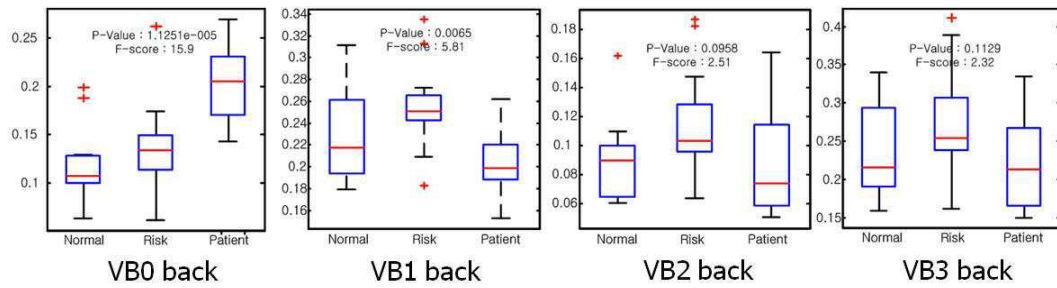 P-Value : 1.1251e-005
F-score : 15.9
0.25
0.2
0.15
0.1
Normal Risk Patient
VB0 back
P-Value : 0.0065
F-score : 5.81
0.34
0.32
0.3
0.28
0.26
0.24
0.22
0.2
0.18
0.16
Normal Risk Patient
VB1 back
P-Value : 0.0958
F-score : 2.51
0.18
0.16
0.14
0.12
0.1
0.08
0.06
Normal Risk Patient
VB2 back
P-Value : 0.1129
F-score : 2.32
0.4
0.35
0.3
0.25
0.2
0.15
Normal Risk Patient
VB3 back